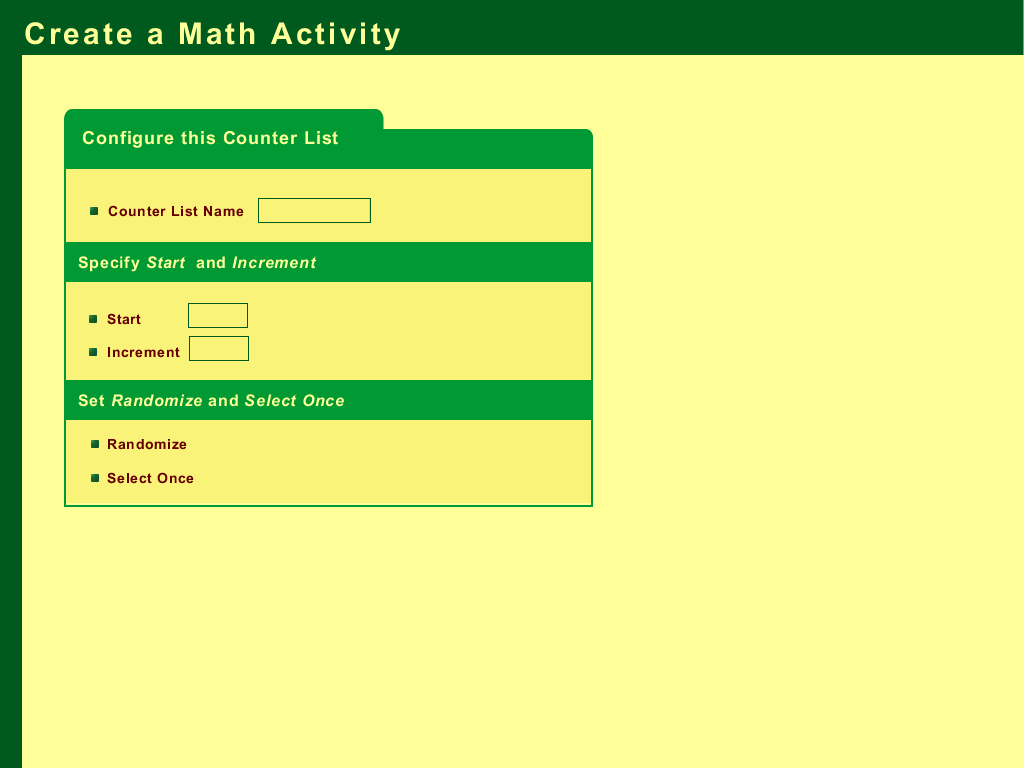 Create a Math Activity
Configure this Counter List
Counter List Name
Specify Start and Increment
Start
Increment
Set Randomize and Select Once
Randomize
Select Once